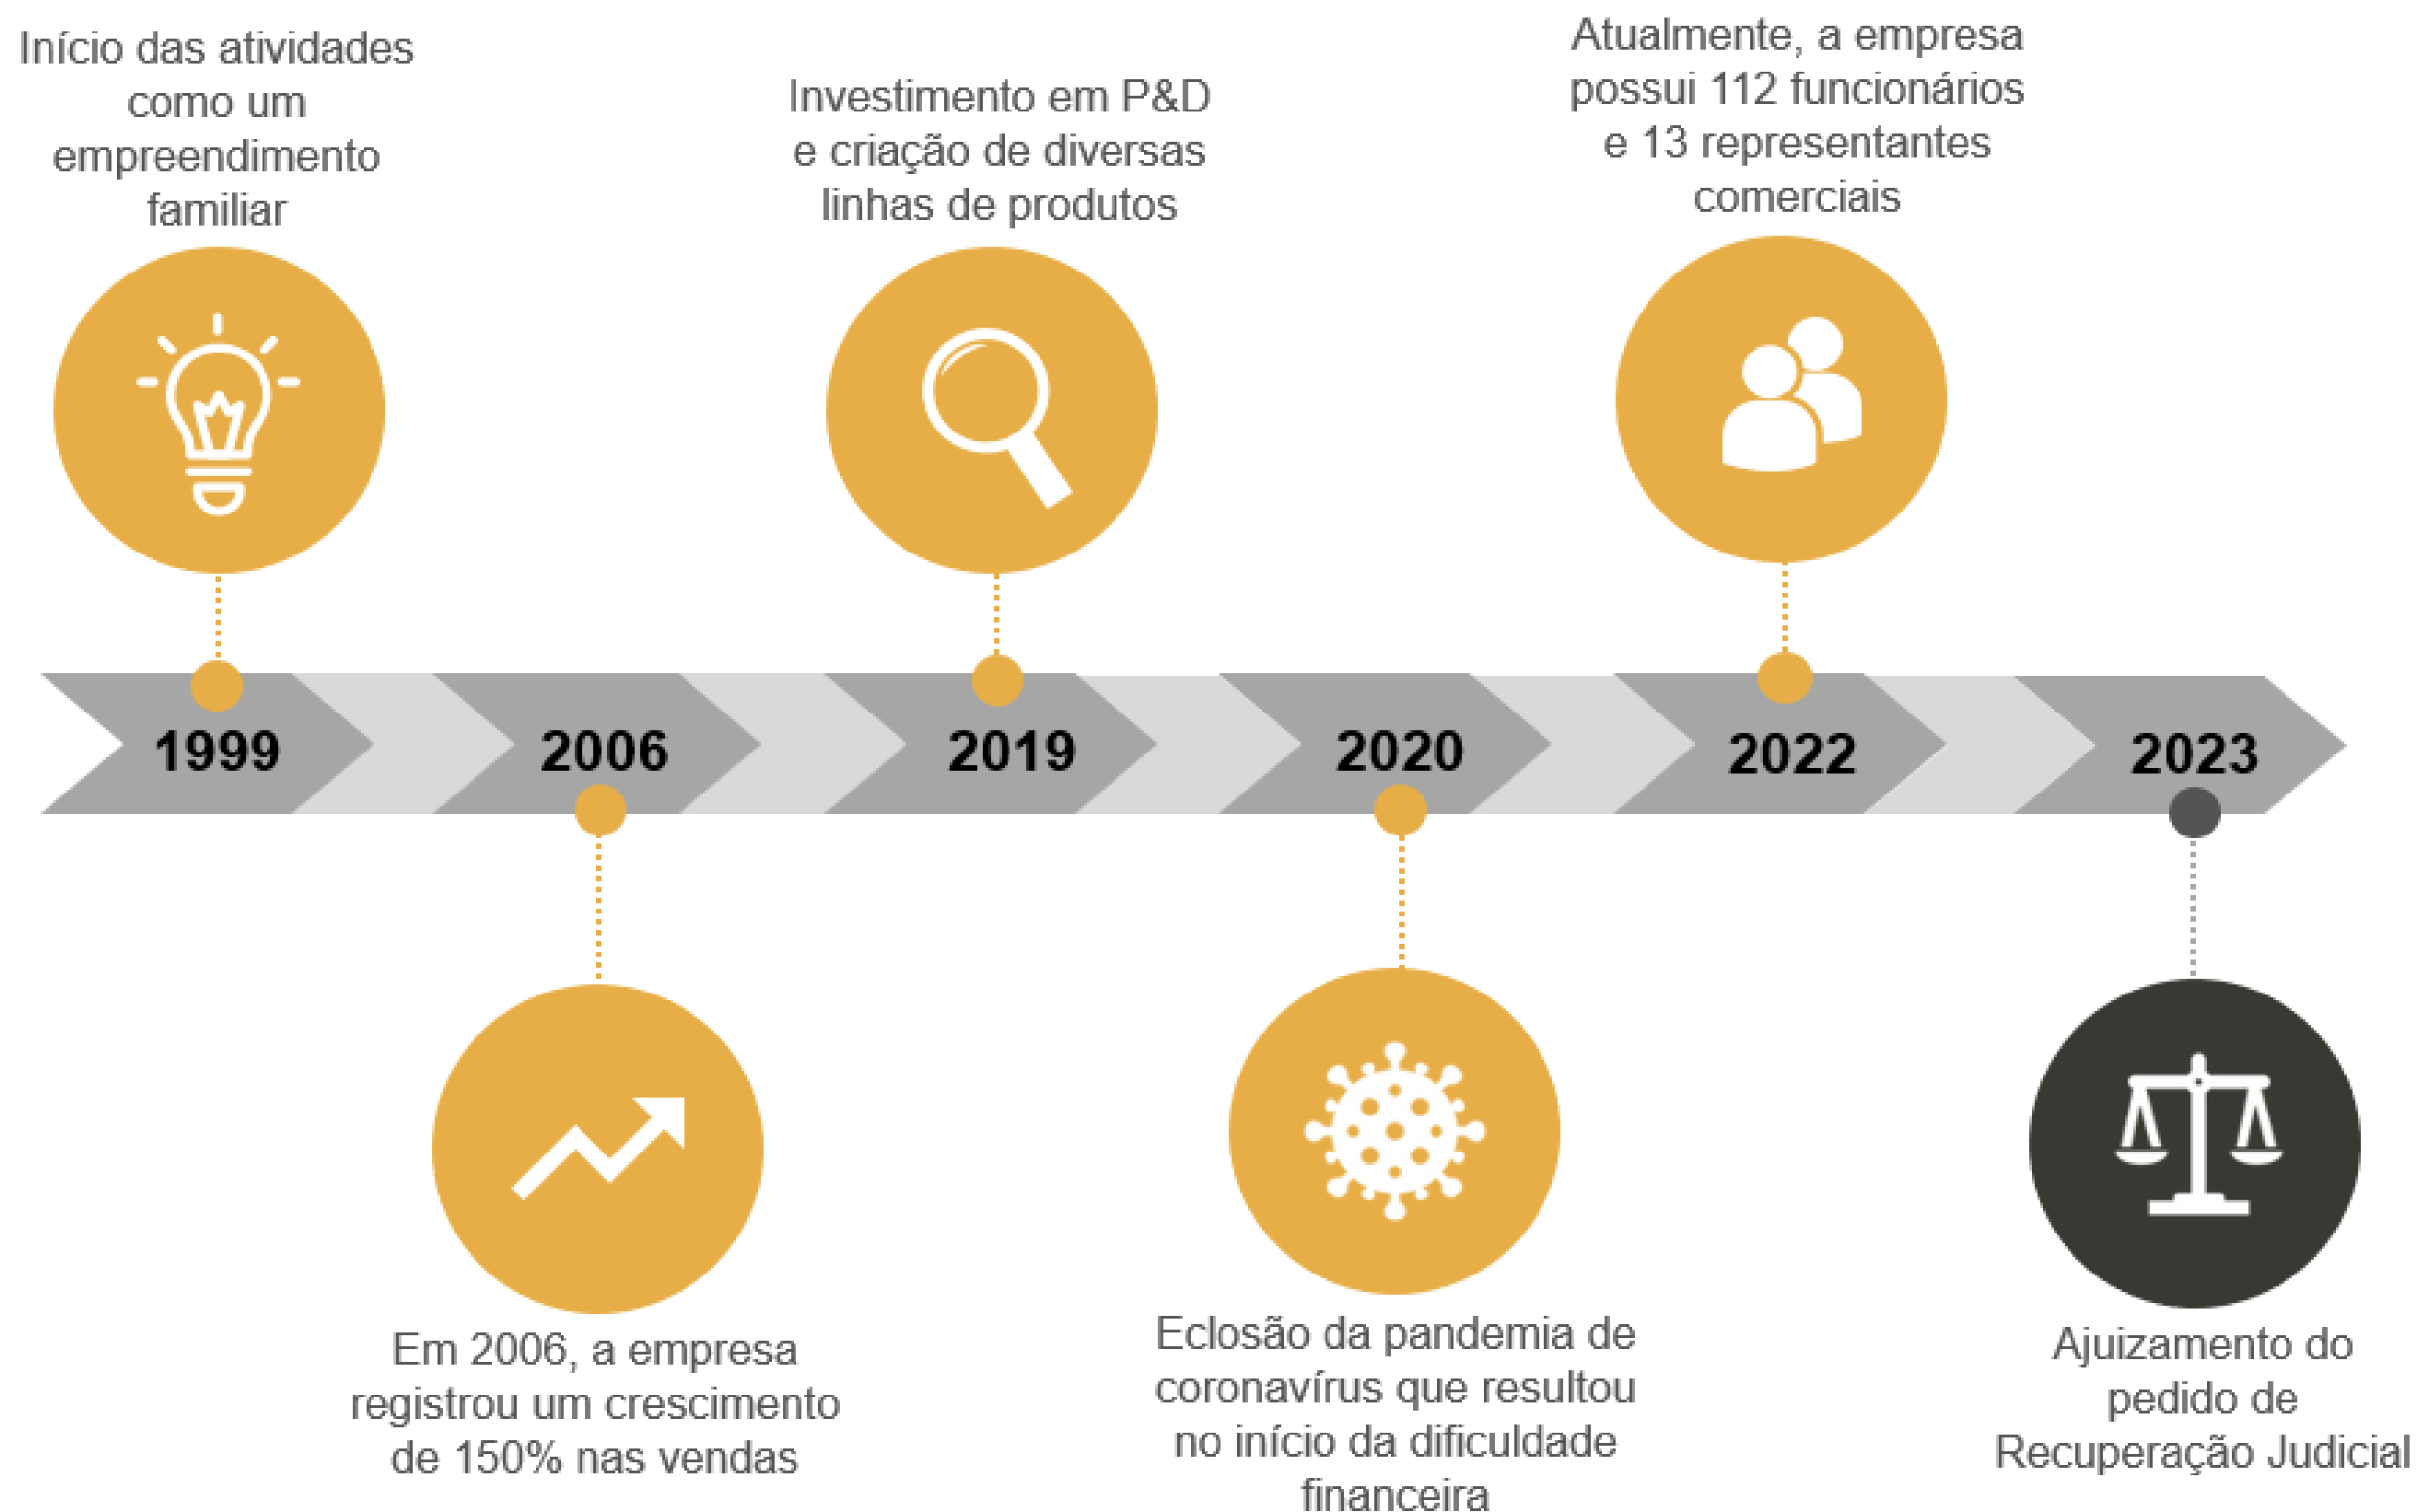 Início das atividades
como um
empreendimento
familiar
Investimento em P&D
e criação de diversas
linhas de produtos
Atualmente, a empresa
possui 112 funcionários
e 13 representantes
comerciais
1999
2006
2019
2020
2022
2023
Em 2006, a empresa
registrou um crescimento
de 150% nas vendas
Eclosão da pandemia de
coronavírus que resultou
no início da dificuldade
financeira
Ajuizamento do
pedido de
Recuperação Judicial